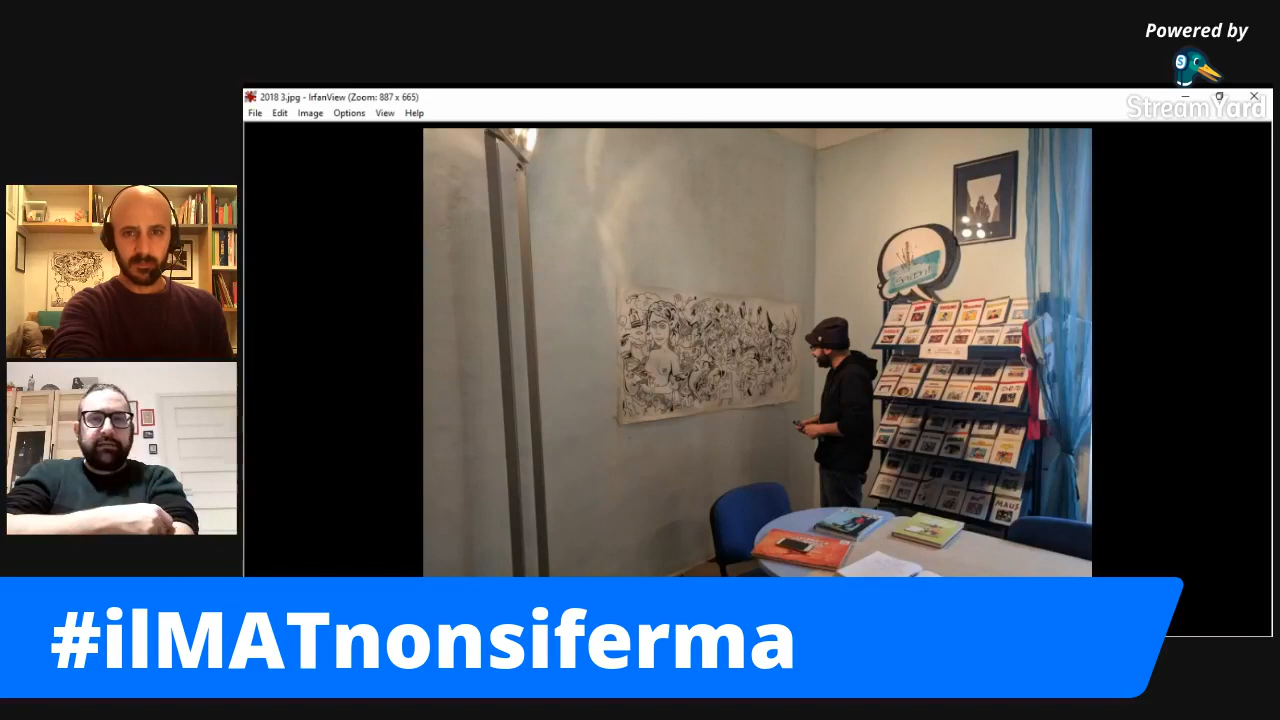 Powered by
StreamYard
2018 3.jpg - IrfanView (Zoom: 887 x 665)
File Edit Image Options View Help
MAUS
#ilMATnonsiferma